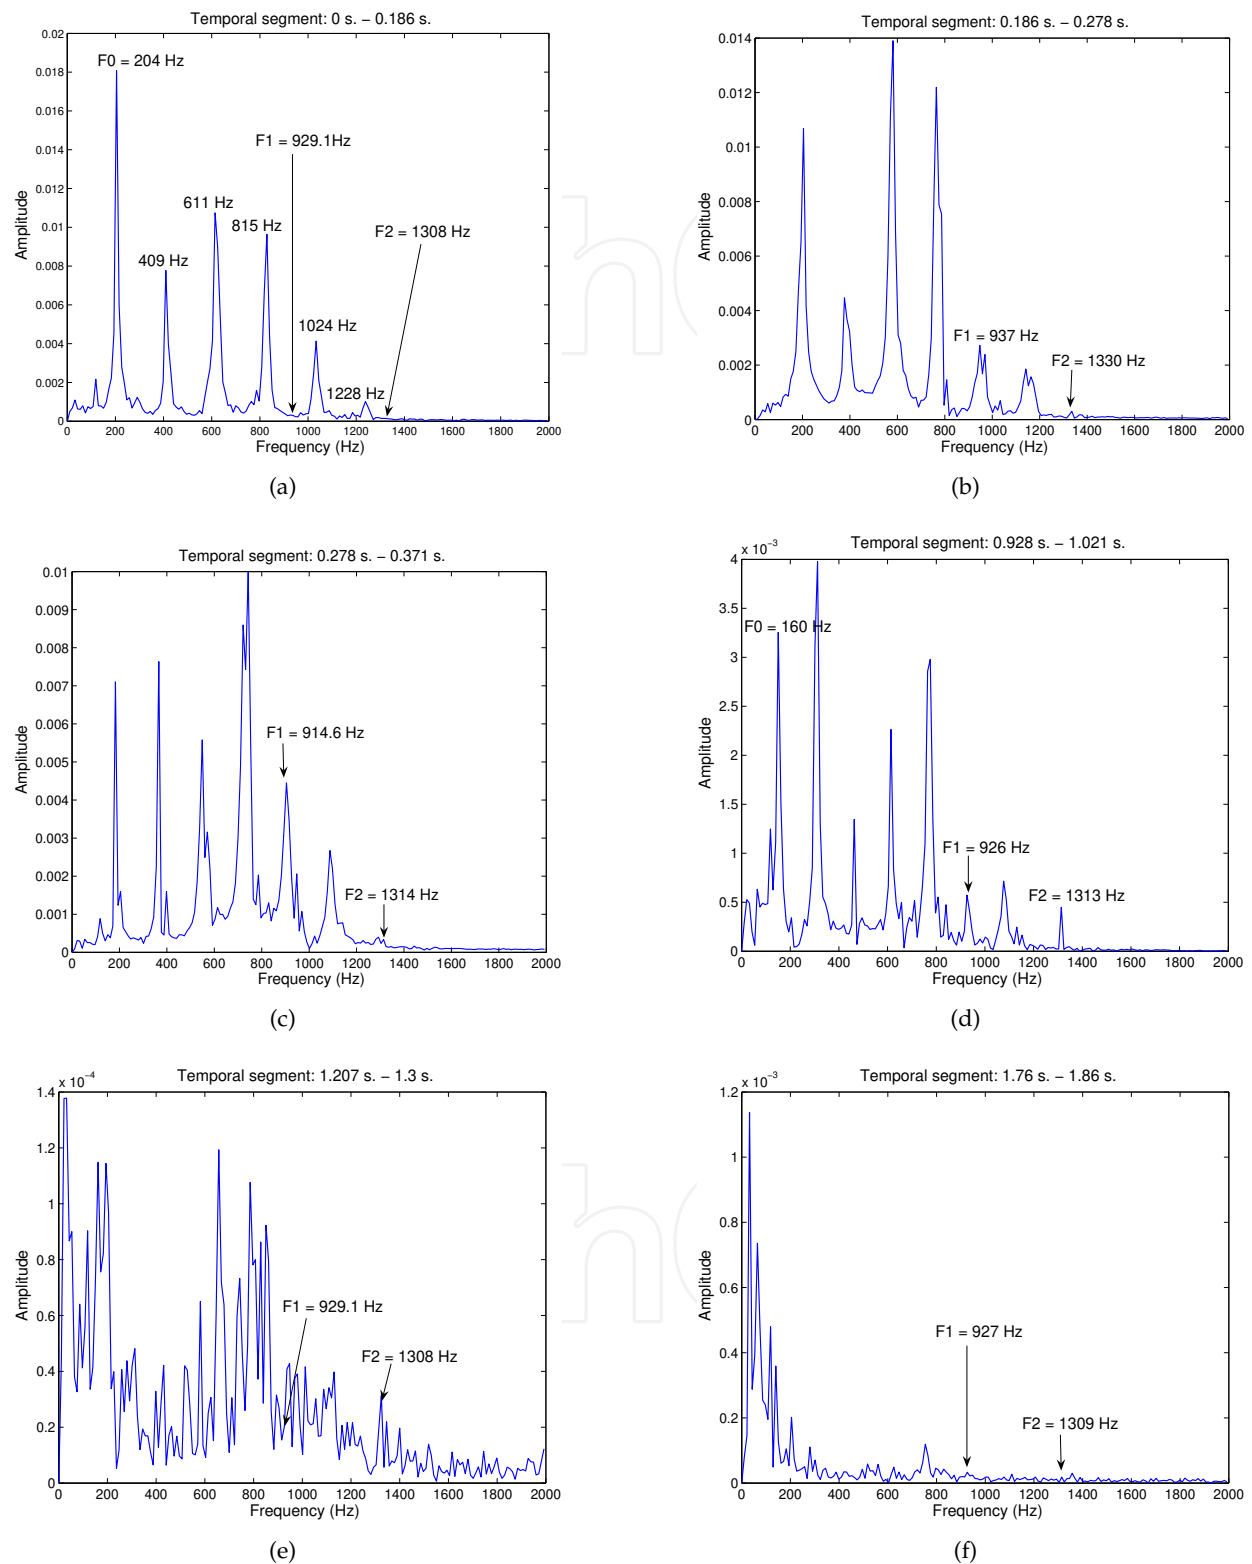 Temporal segment: 0 s. − 0.186 s.
0.02
0.018
0.016
0.014
0.012
0.01
0.008
0.006
0.004
0.002
0
Amplitude
F0 = 204 Hz
F1 = 929.1Hz
611 Hz
815 Hz
F2 = 1308 Hz
409 Hz
1024 Hz
1228 Hz
0 200 400 600 800 1000 1200 1400 1600 1800 2000
Frequency (Hz)
(a)
Temporal segment: 0.186 s. − 0.278 s.
0.014
0.012
0.01
0.008
0.006
0.004
0.002
0
Amplitude
F1 = 937 Hz
F2 = 1330 Hz
0 200 400 600 800 1000 1200 1400 1600 1800 2000
Frequency (Hz)
(b)
Temporal segment: 0.278 s. − 0.371 s.
0.01
0.009
0.008
0.007
0.006
0.005
0.004
0.003
0.002
0.001
0
Amplitude
F1 = 914.6 Hz
F2 = 1314 Hz
0 200 400 600 800 1000 1200 1400 1600 1800 2000
Frequency (Hz)
(c)
Temporal segment: 0.928 s. − 1.021 s.
x 10⁻³
4
3.5
3
2.5
2
1.5
1
0.5
0
Amplitude
F0 = 160 Hz
F1 = 926 Hz
F2 = 1313 Hz
0 200 400 600 800 1000 1200 1400 1600 1800 2000
Frequency (Hz)
(d)
Temporal segment: 1.207 s. − 1.3 s.
x 10⁻⁴
1.4
1.2
1
0.8
0.6
0.4
0.2
0
Amplitude
F1 = 929.1 Hz
F2 = 1308 Hz
0 200 400 600 800 1000 1200 1400 1600 1800 2000
Frequency (Hz)
(e)
Temporal segment: 1.76 s. − 1.86 s.
x 10⁻³
1.2
1
0.8
0.6
0.4
0.2
0
Amplitude
F1 = 927 Hz
F2 = 1309 Hz
0 200 400 600 800 1000 1200 1400 1600 1800 2000
Frequency (Hz)
(f)